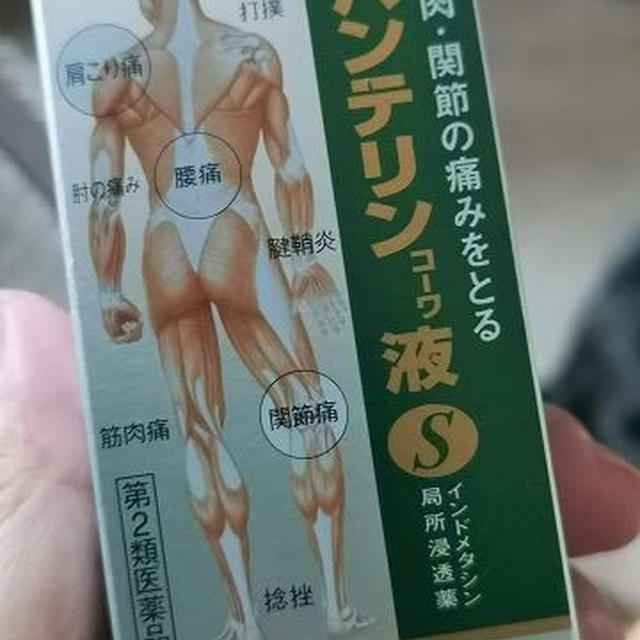 打撲
肩こり痛
腰痛
肘の痛み
腱鞘炎
関節痛
筋肉痛
捻挫
第2類医薬品
肉・関節の痛みをとる
ンテリン
コーワ
液
S
インドメタシン
局所浸透薬